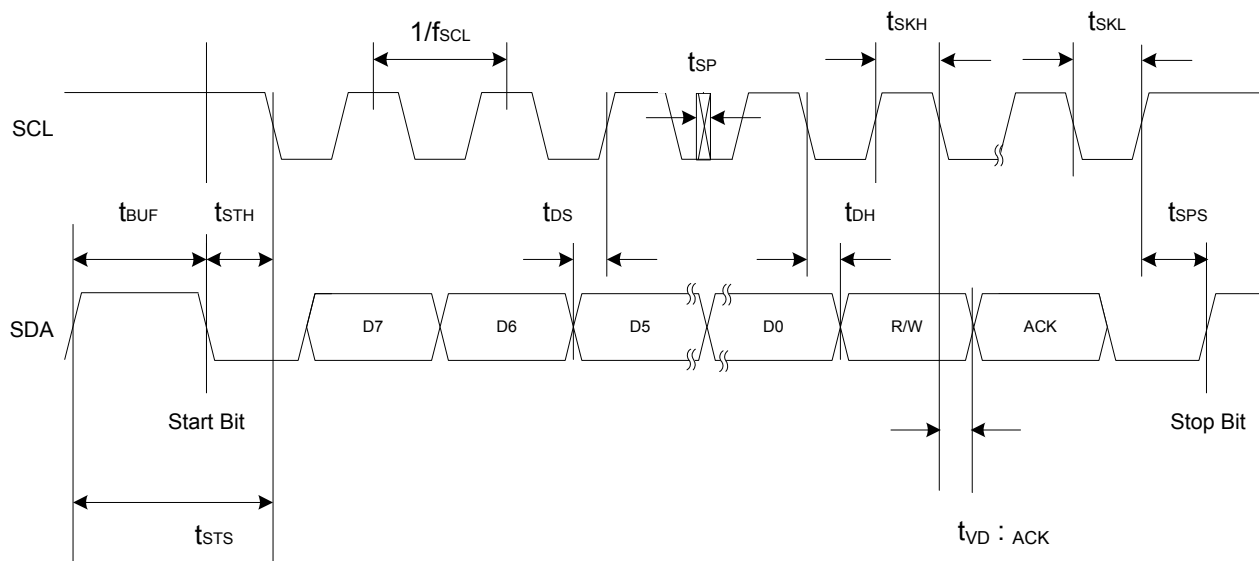 1/fSCL
tSKH
tSKL
tSP
SCL
tBUF
tSTH
tDS
tDH
tSPS
SDA
D7
D6
D5
D0
R/W
ACK
Start Bit
Stop Bit
tSTS
tVD : ACK